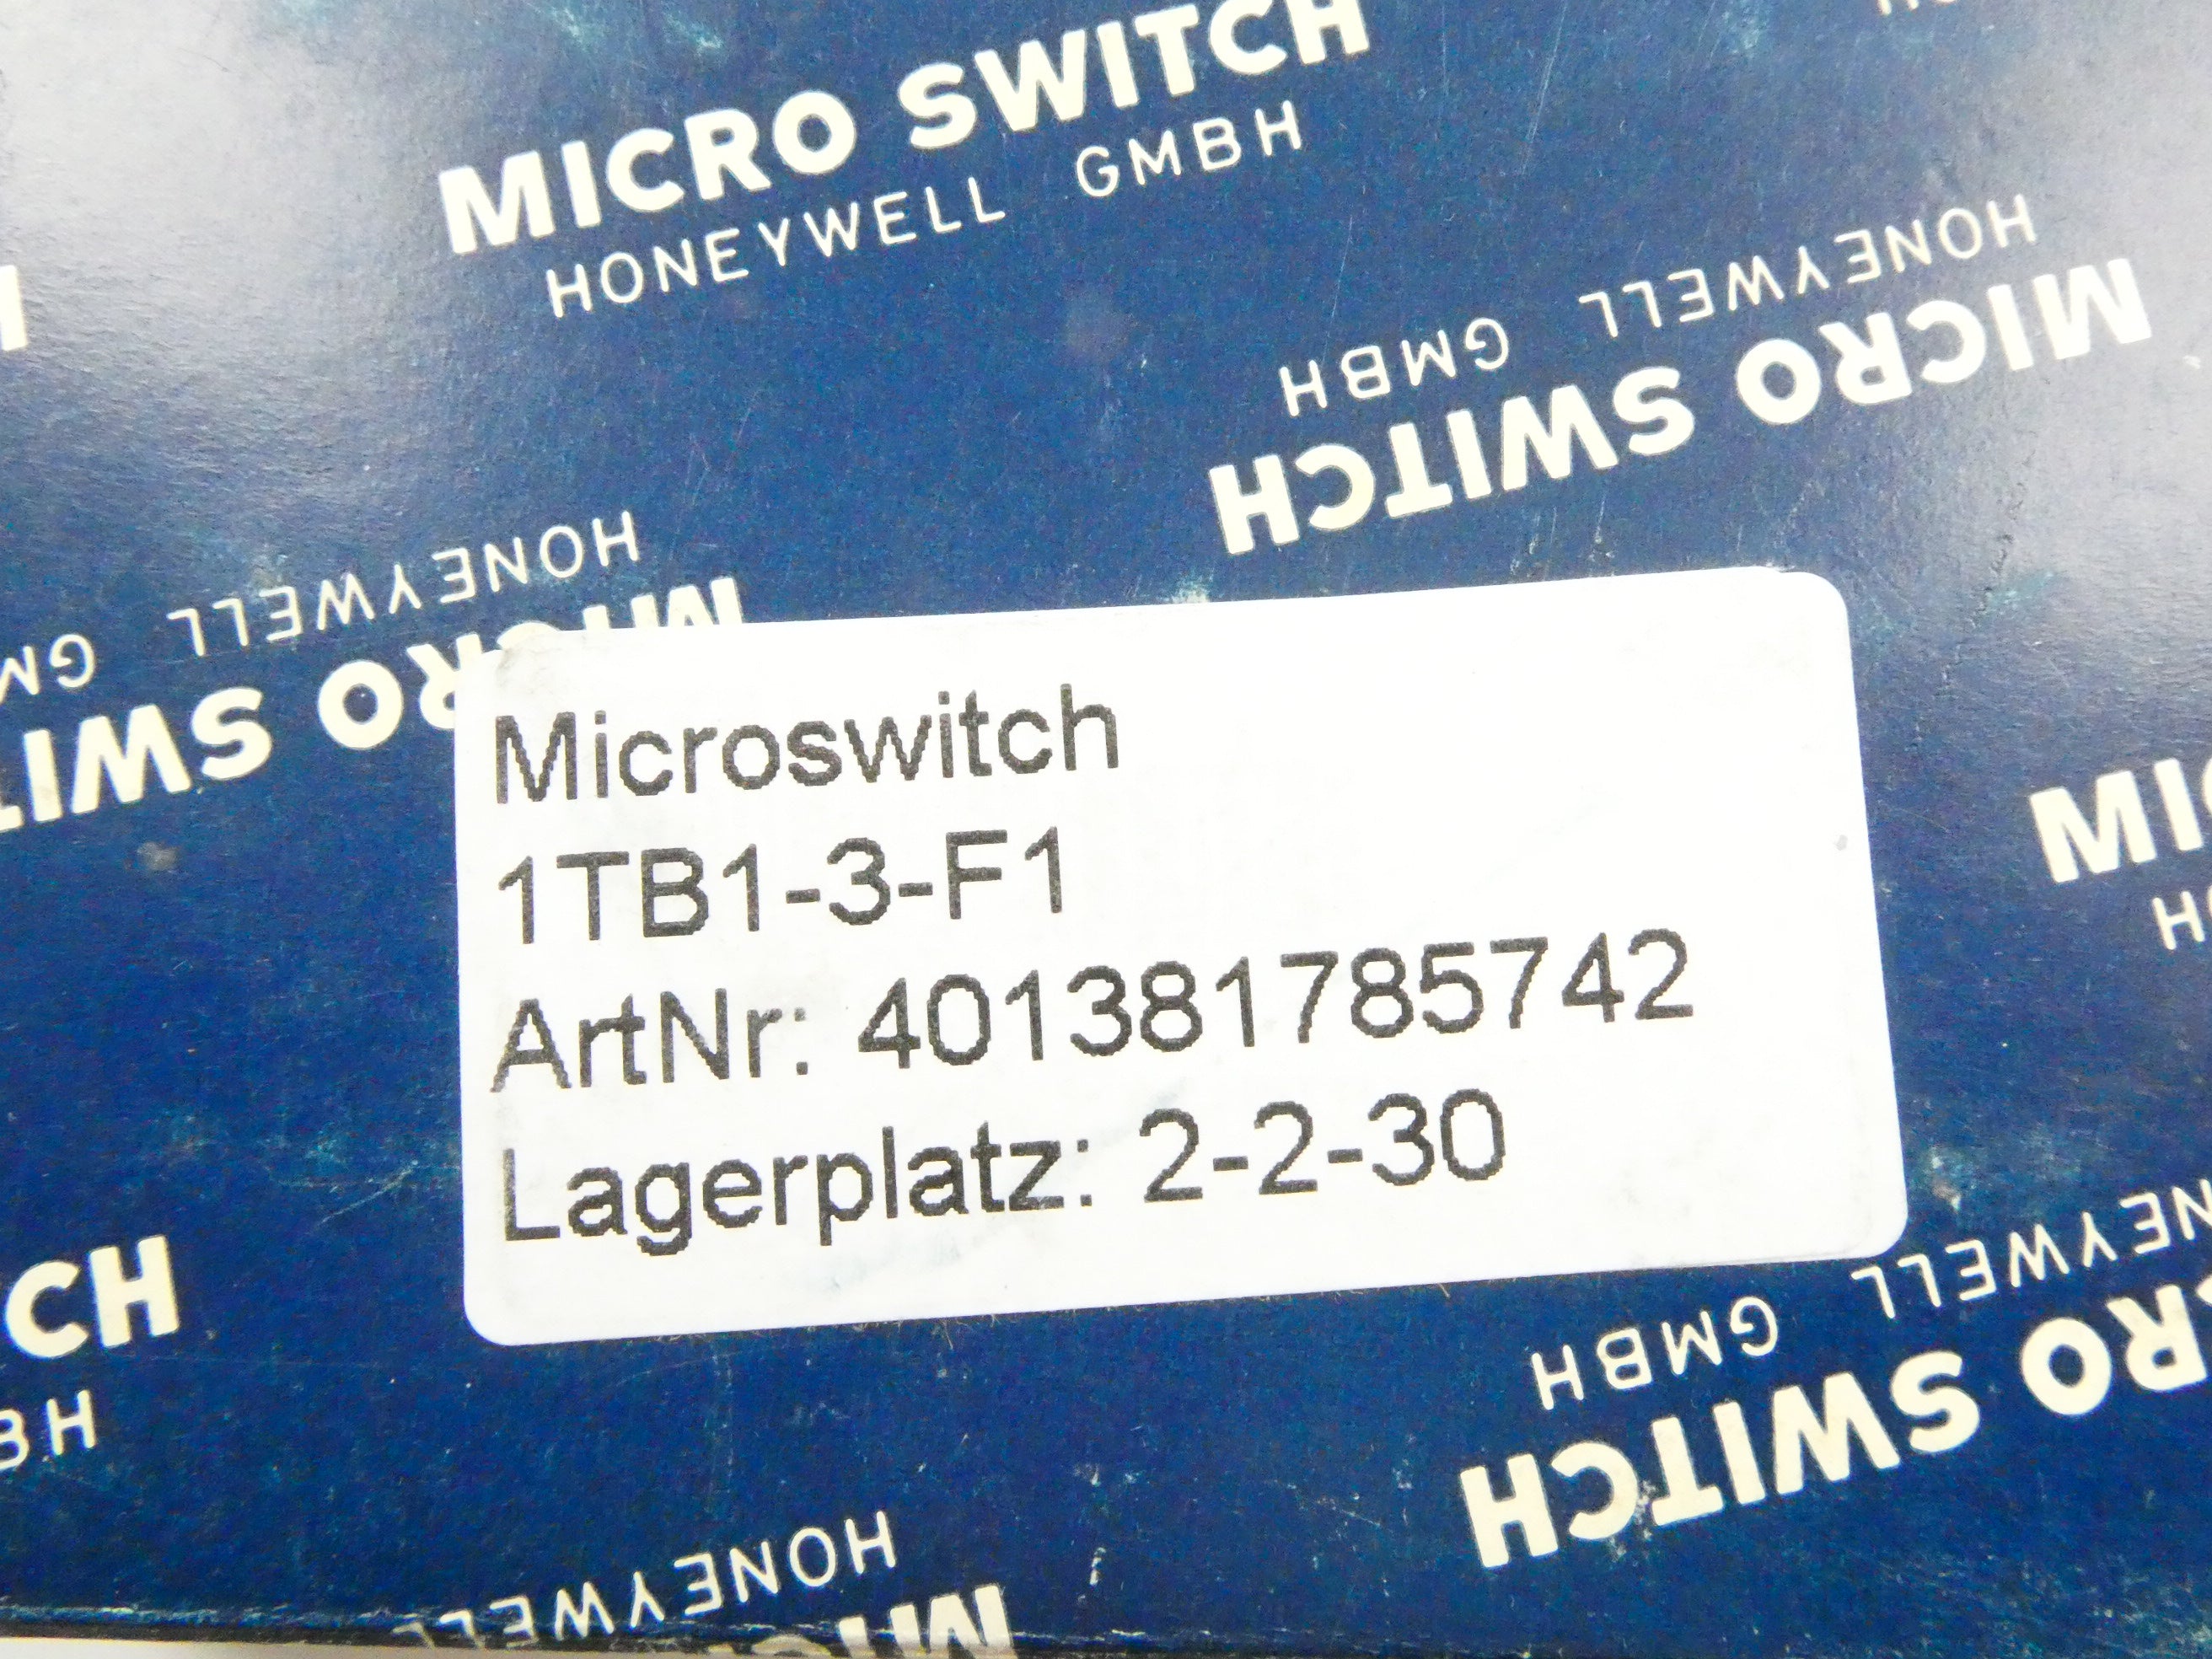 MICRO SWITCH
HONEYWELL GMBH
HONEYWELL GMBH
MICRO SWITCH
HONEYWELL
MICRO
Microswitch
1TB1-3-F1
ArtNr: 401381785742
Lagerplatz: 2-2-30
HONEYWELL GMBH
SWITCH
HONEYWELL